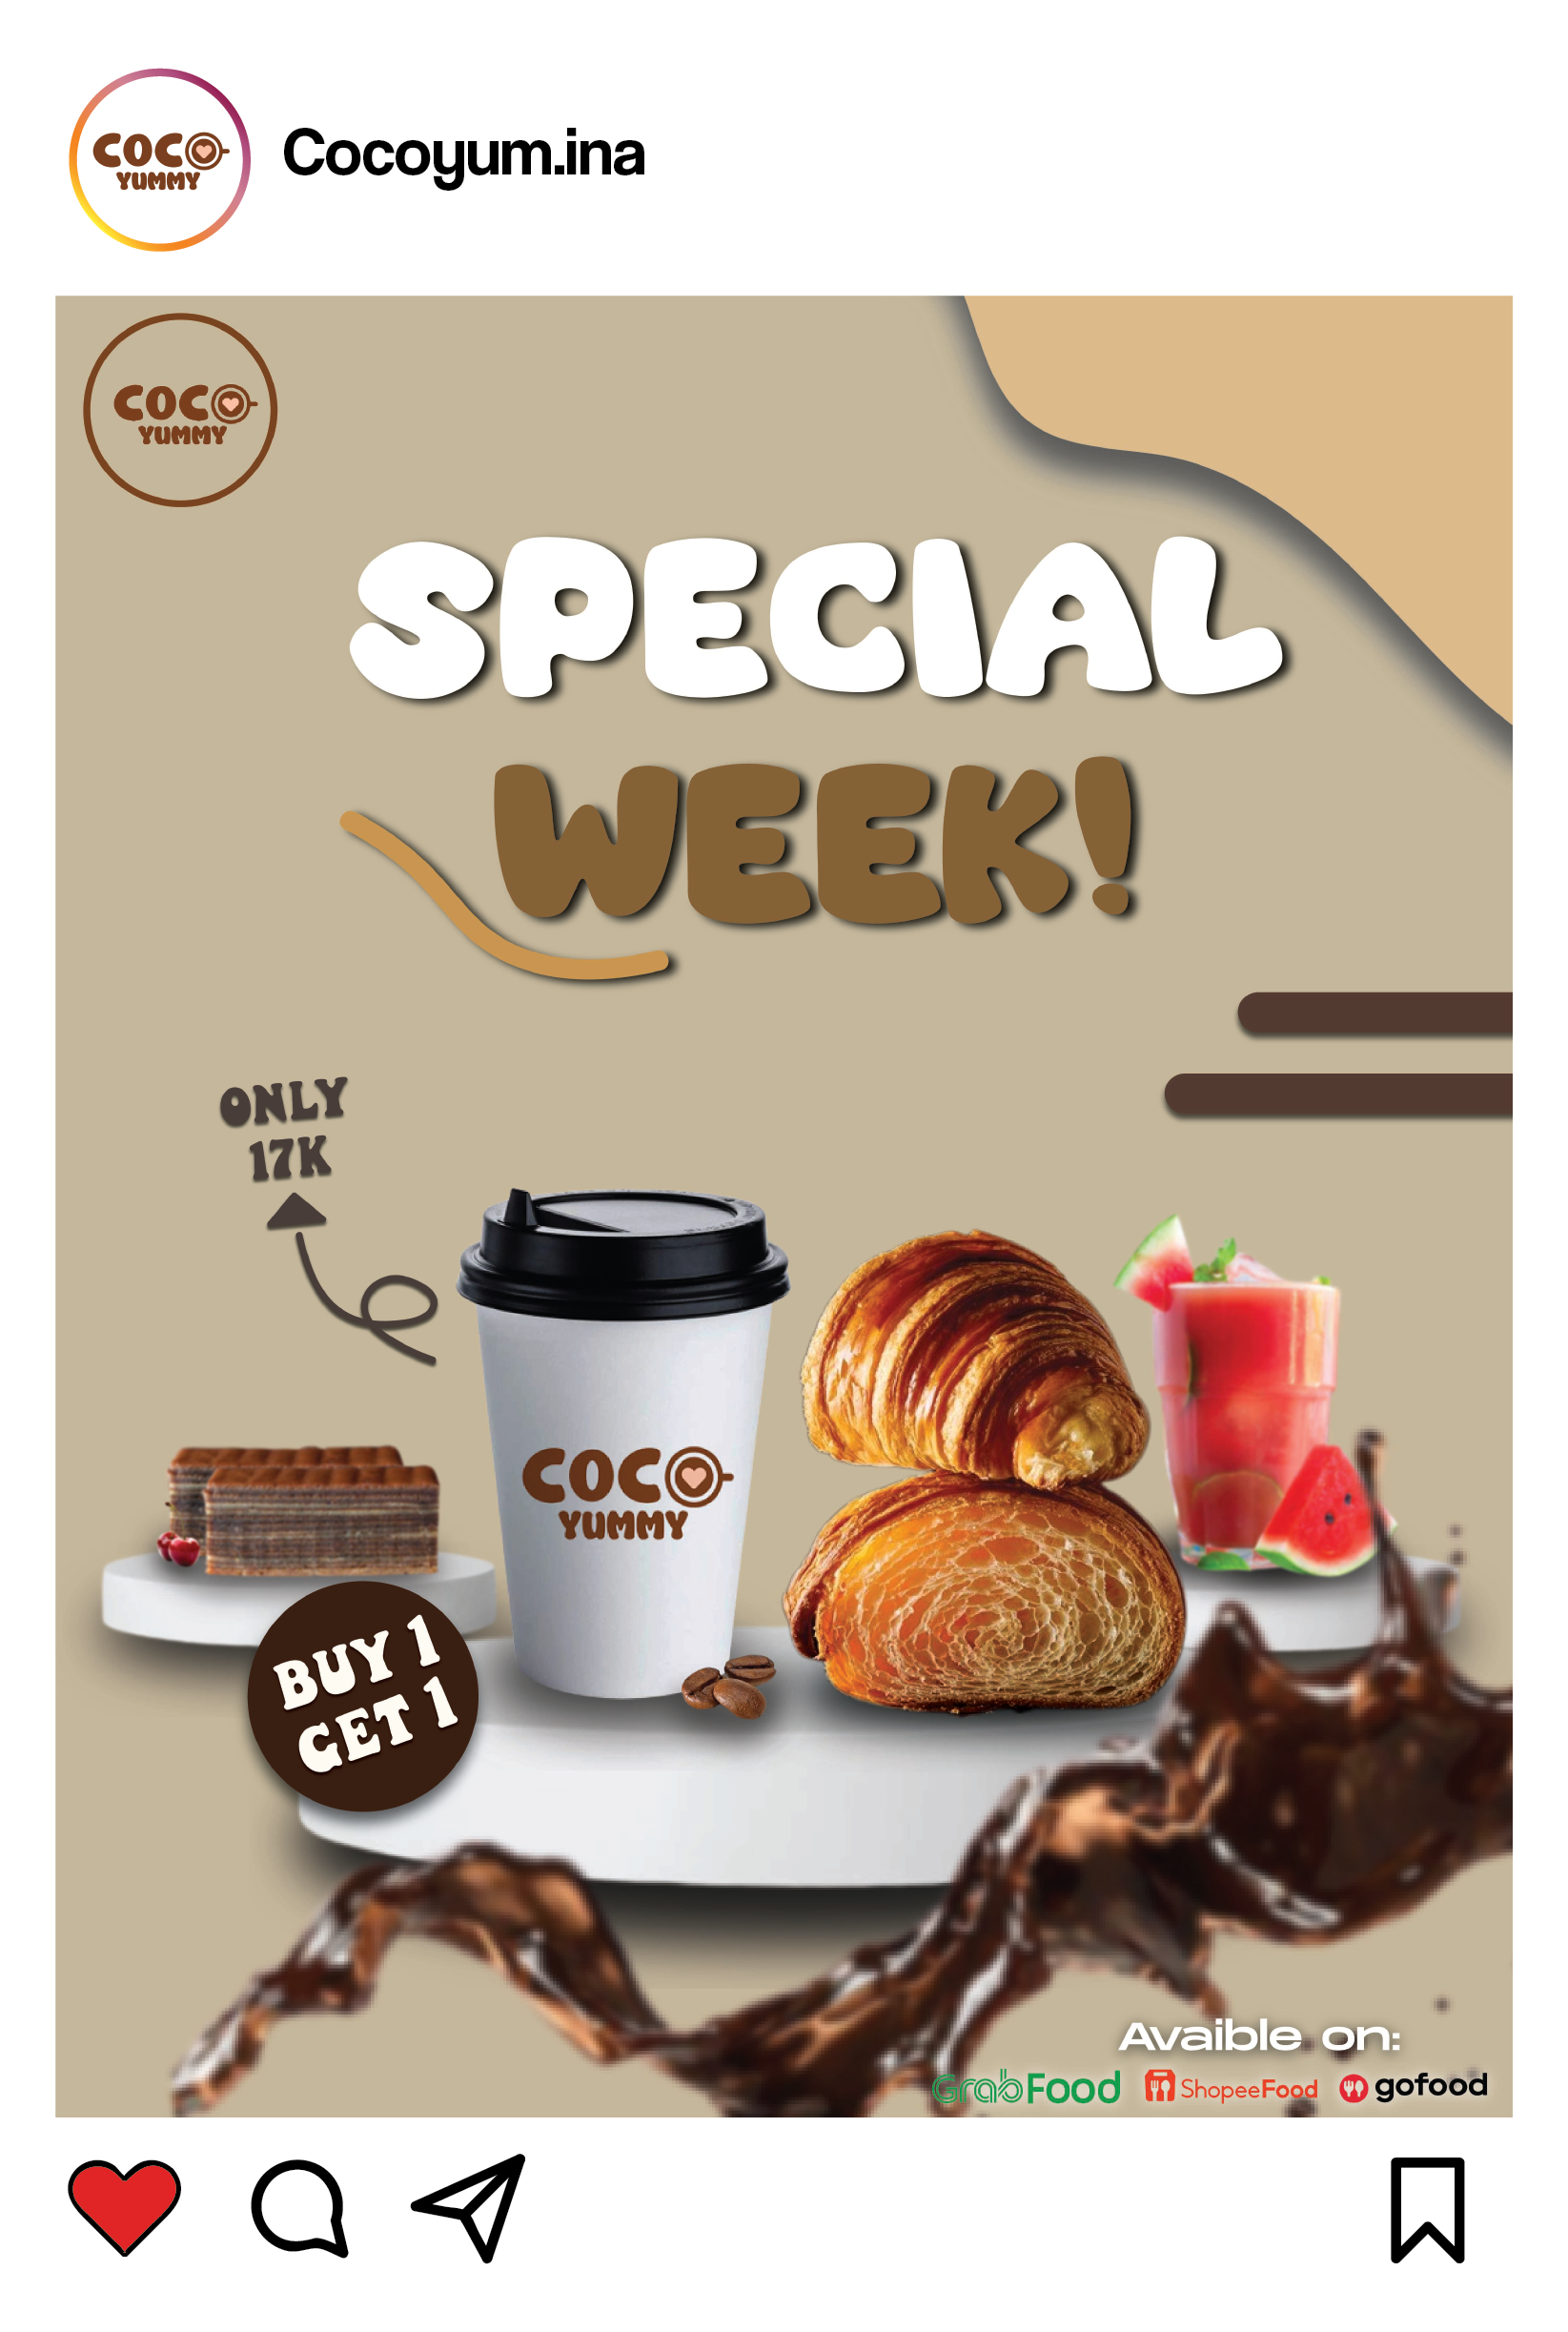 COCO
YUMMY
Cocoyum.ina
COCO
YUMMY
SPECIAL
WEEK!
ONLY
17K
COCO
YUMMY
BUY 1
GET 1
Avaible on:
GrabFood ShopeeFood gofood